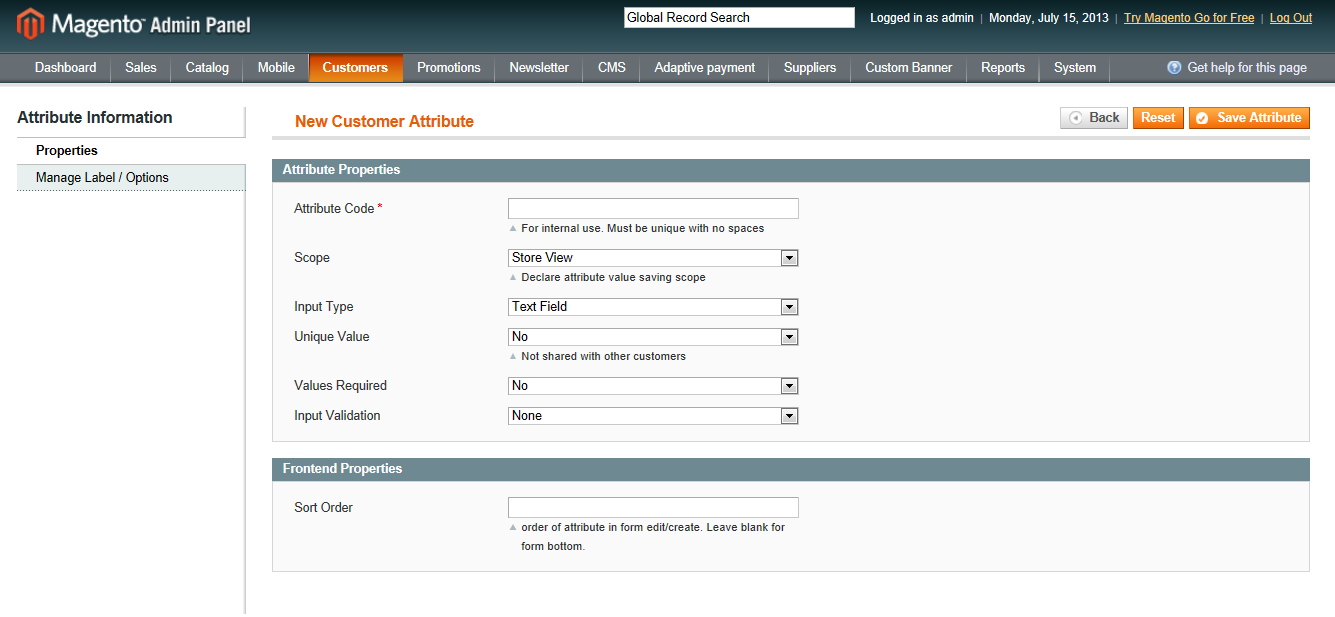 Magento™ Admin Panel
Global Record Search
Logged in as admin | Monday, July 15, 2013 | Try Magento Go for Free | Log Out
Dashboard Sales Catalog Mobile Customers Promotions Newsletter CMS Adaptive payment Suppliers Custom Banner Reports System Get help for this page
Attribute Information
Properties
Manage Label / Options
New Customer Attribute
Back Reset Save Attribute
Attribute Properties
Attribute Code *
For internal use. Must be unique with no spaces
Scope Store View
Declare attribute value saving scope
Input Type Text Field
Unique Value No
Not shared with other customers
Values Required No
Input Validation None
Frontend Properties
Sort Order
order of attribute in form edit/create. Leave blank for
form bottom.